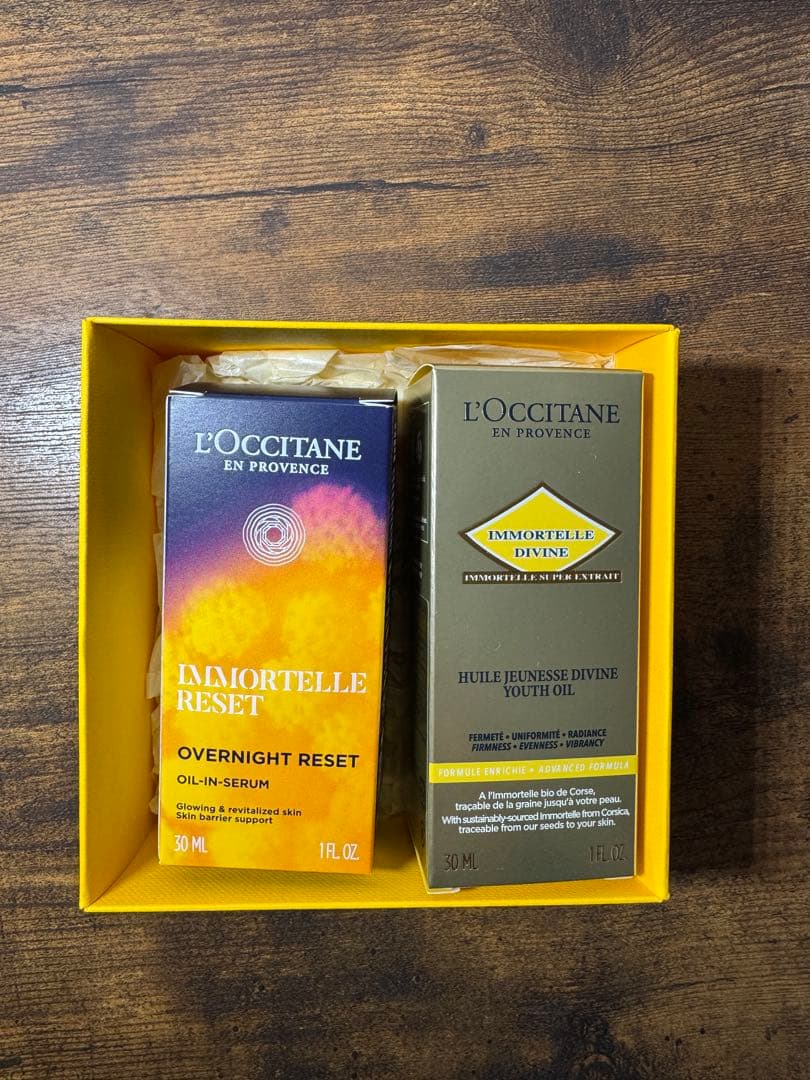 L'OCCITANE
EN PROVENCE
IMMORTELLE
RESET
OVERNIGHT RESET
OIL-IN-SERUM
Glowing & revitalized skin
Skin barrier support
30 ML
1 FL. OZ.
L'OCCITANE
EN PROVENCE
IMMORTELLE
DIVINE
IMMORTELLE SUPER EXTRAIT
HUILE JEUNESSE DIVINE
YOUTH OIL
FERMETÉ • UNIFORMITÉ • RADIANCE
FIRMNESS • EVENNESS • VIBRANCY
FORMULE ENRICHIE • ADVANCED FORMULA
A l'Immortelle bio de Corse,
traçable de la graine jusqu'à votre peau.
With sustainably-sourced Immortelle from Corsica,
traceable from our seeds to your skin.
30 ML
1 FL. OZ.